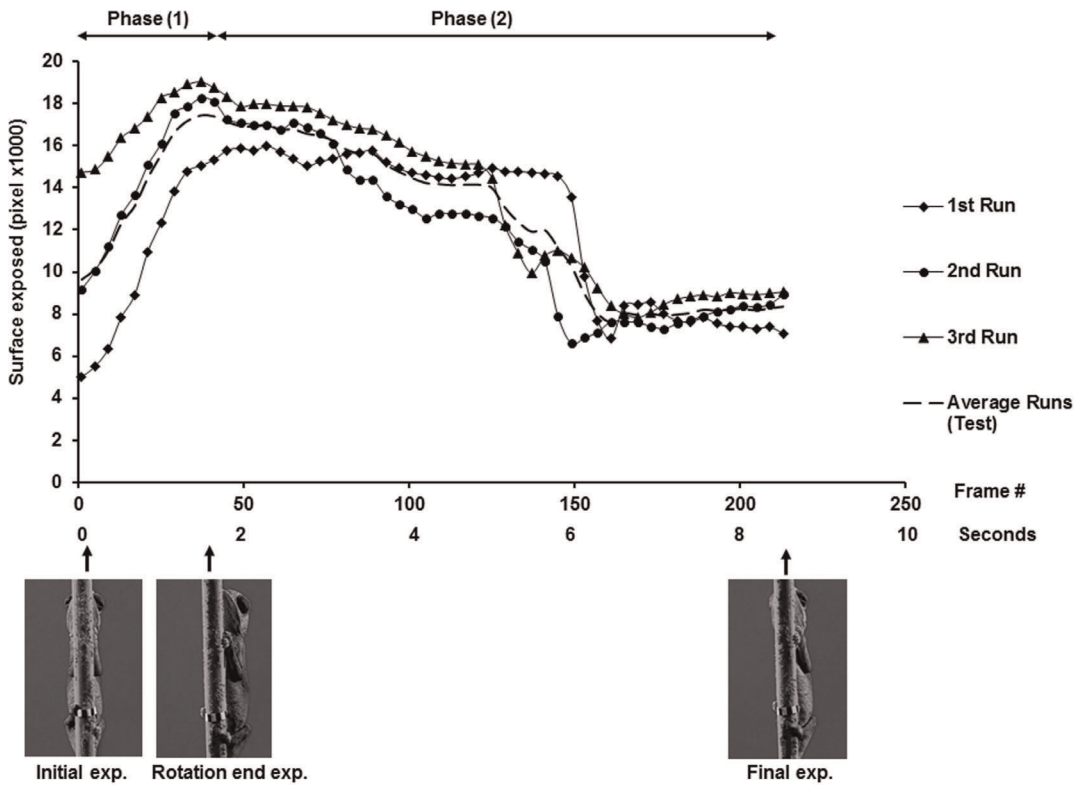 Phase (1)
Phase (2)
Surface exposed (pixel x1000)
20
18
16
14
12
10
8
6
4
2
0
0 50 100 150 200 250 Frame #
0 2 4 6 8 10 Seconds
1st Run
2nd Run
3rd Run
Average Runs
(Test)
Initial exp.
Rotation end exp.
Final exp.